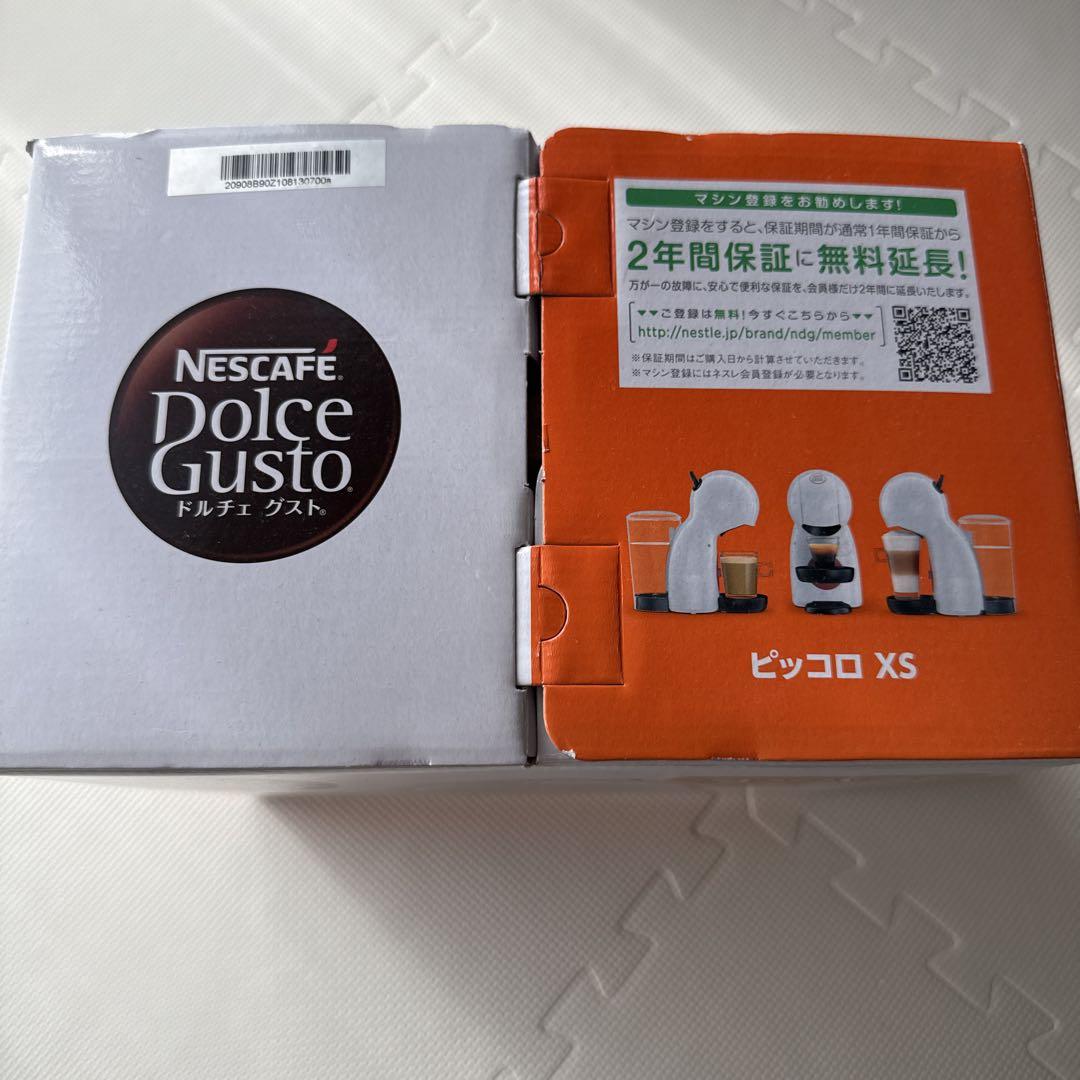 20908B90Z108130700a
NESCAFÉ®
Dolce
Gusto®
ドルチェ グスト®
マシン登録をお勧めします!
マシン登録をすると、保証期間が通常1年間保証から
2年間保証に無料延長!
万が一の故障に、安心で便利な保証を、会員様だけ2年間に延長いたします。
▼▼ご登録は無料!今すぐこちらから▼▼
http://nestle.jp/brand/ndg/member
※保証期間はご購入日から計算させていただきます。
※マシン登録にはネスレ会員登録が必要となります。
ピッコロ XS